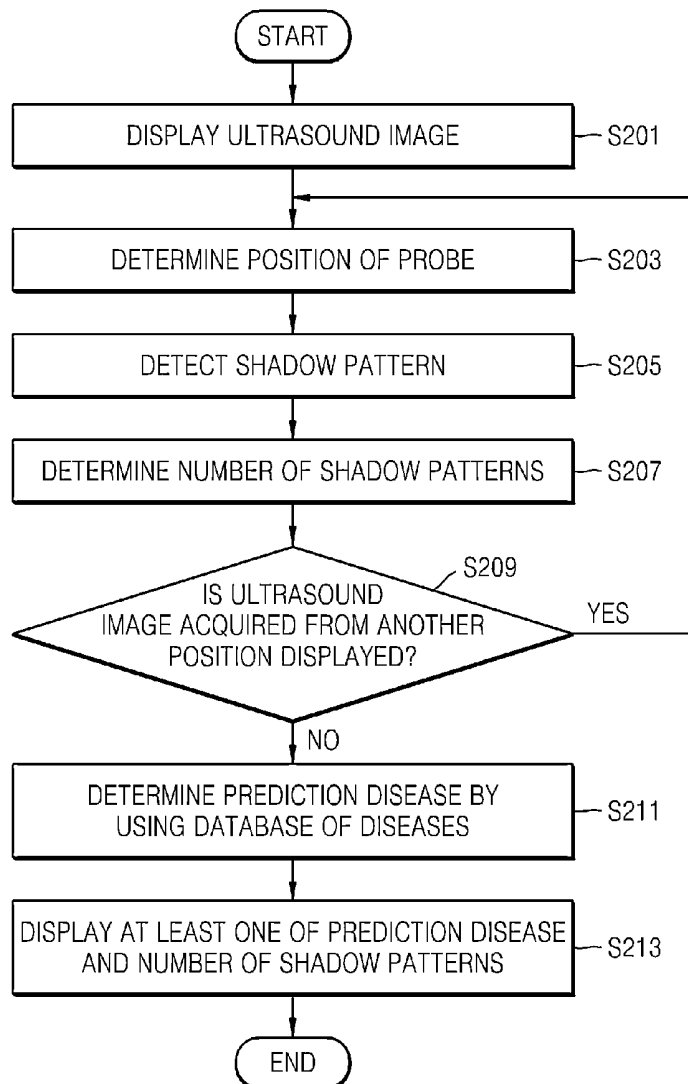 START
DISPLAY ULTRASOUND IMAGE
S201
DETERMINE POSITION OF PROBE
S203
DETECT SHADOW PATTERN
S205
DETERMINE NUMBER OF SHADOW PATTERNS
S207
S209
IS ULTRASOUND
IMAGE ACQUIRED FROM ANOTHER
POSITION DISPLAYED?
YES
NO
DETERMINE PREDICTION DISEASE BY
USING DATABASE OF DISEASES
S211
DISPLAY AT LEAST ONE OF PREDICTION DISEASE
AND NUMBER OF SHADOW PATTERNS
S213
END